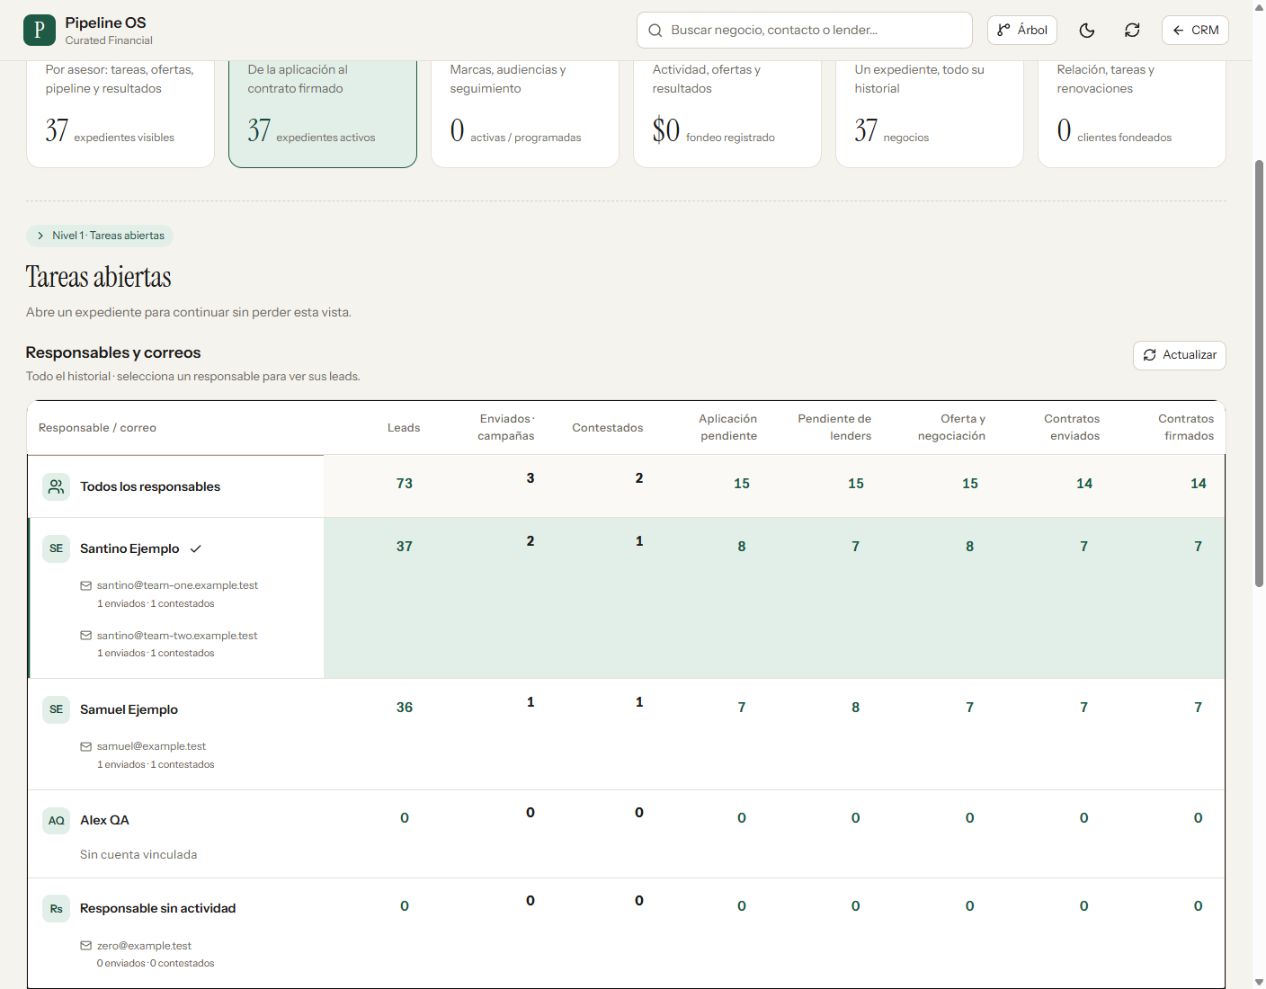 P
Pipeline OS
Curated Financial
Buscar negocio, contacto o lender...
Árbol
CRM
Por asesor: tareas, ofertas,
pipeline y resultados
37 expedientes visibles
De la aplicación al
contrato firmado
37 expedientes activos
Marcas, audiencias y
seguimiento
0 activas / programadas
Actividad, ofertas y
resultados
$0 fondeo registrado
Un expediente, todo su
historial
37 negocios
Relación, tareas y
renovaciones
0 clientes fondeados
Nivel 1 · Tareas abiertas
Tareas abiertas
Abre un expediente para continuar sin perder esta vista.
Responsables y correos
Todo el historial · selecciona un responsable para ver sus leads.
Actualizar
Responsable / correo
Leads
Enviados ·
campañas
Contestados
Aplicación
pendiente
Pendiente de
lenders
Oferta y
negociación
Contratos
enviados
Contratos
firmados
Todos los responsables 73 3 2 15 15 15 14 14
SE Santino Ejemplo 37 2 1 8 7 8 7 7
santino@team-one.example.test
1 enviados · 1 contestados
santino@team-two.example.test
1 enviados · 1 contestados
SE Samuel Ejemplo 36 1 1 7 8 7 7 7
samuel@example.test
1 enviados · 1 contestados
AQ Alex QA 0 0 0 0 0 0 0 0
Sin cuenta vinculada
Rs Responsable sin actividad 0 0 0 0 0 0 0 0
zero@example.test
0 enviados · 0 contestados